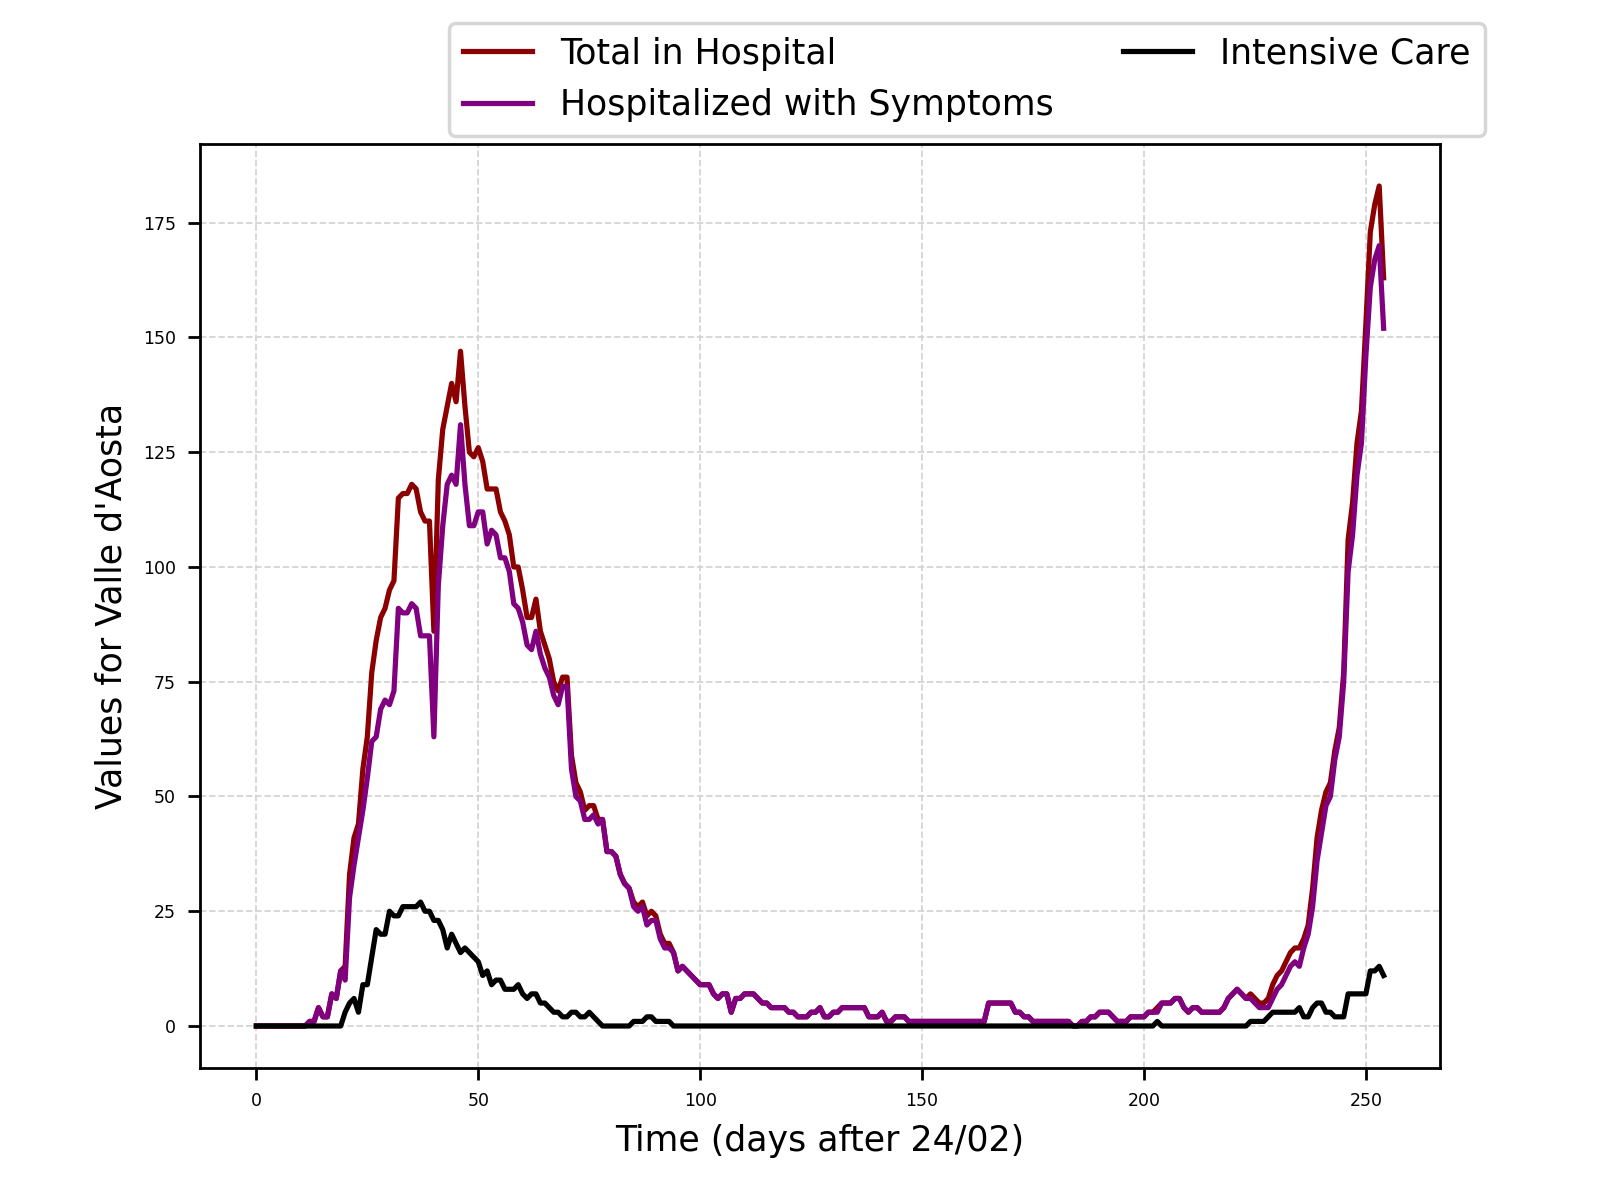 Total in Hospital
Hospitalized with Symptoms
Intensive Care
Values for Valle d'Aosta
175
150
125
100
75
50
25
0
0 50 100 150 200 250
Time (days after 24/02)